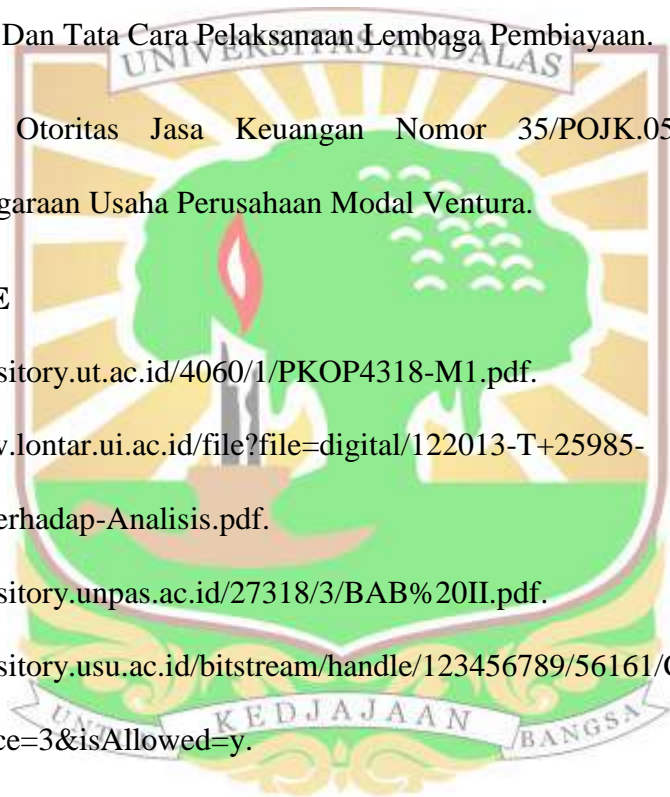 Dan Tata Cara Pelaksanaan Lembaga Pembiayaan.
UNIVERSITAS ANDALAS
Otoritas Jasa Keuangan Nomor 35/POJK.05
garaan Usaha Perusahaan Modal Ventura.
E
sitory.ut.ac.id/4060/1/PKOP4318-M1.pdf.
v.lontar.ui.ac.id/file?file=digital/122013-T+25985-
erhadap-Analisis.pdf.
sitory.unpas.ac.id/27318/3/BAB%20II.pdf.
sitory.usu.ac.id/bitstream/handle/123456789/56161/C
ce=3&isAllowed=y.
UNTUK KEDJAJAAN BANGSA